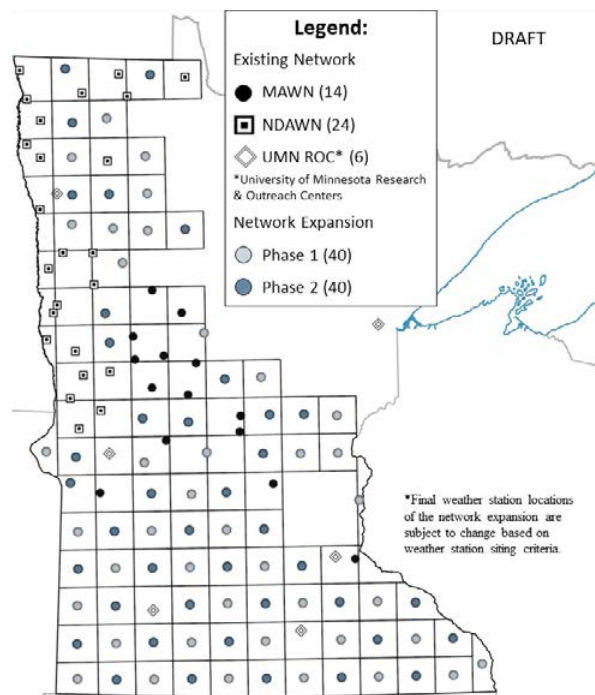 Legend:
DRAFT
Existing Network
MAWN (14)
NDAWN (24)
UMN ROC* (6)
*University of Minnesota Research
& Outreach Centers
Network Expansion
Phase 1 (40)
Phase 2 (40)
*Final weather station locations
of the network expansion are
subject to change based on
weather station siting criteria.